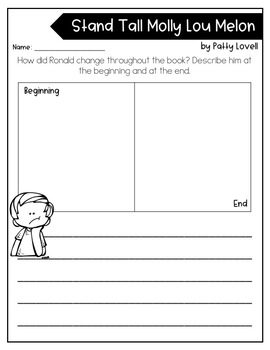 Stand Tall Molly Lou Melon
Name: by Patty Lovell
How did Ronald change throughout the book? Describe him at
the beginning and at the end.
Beginning
End